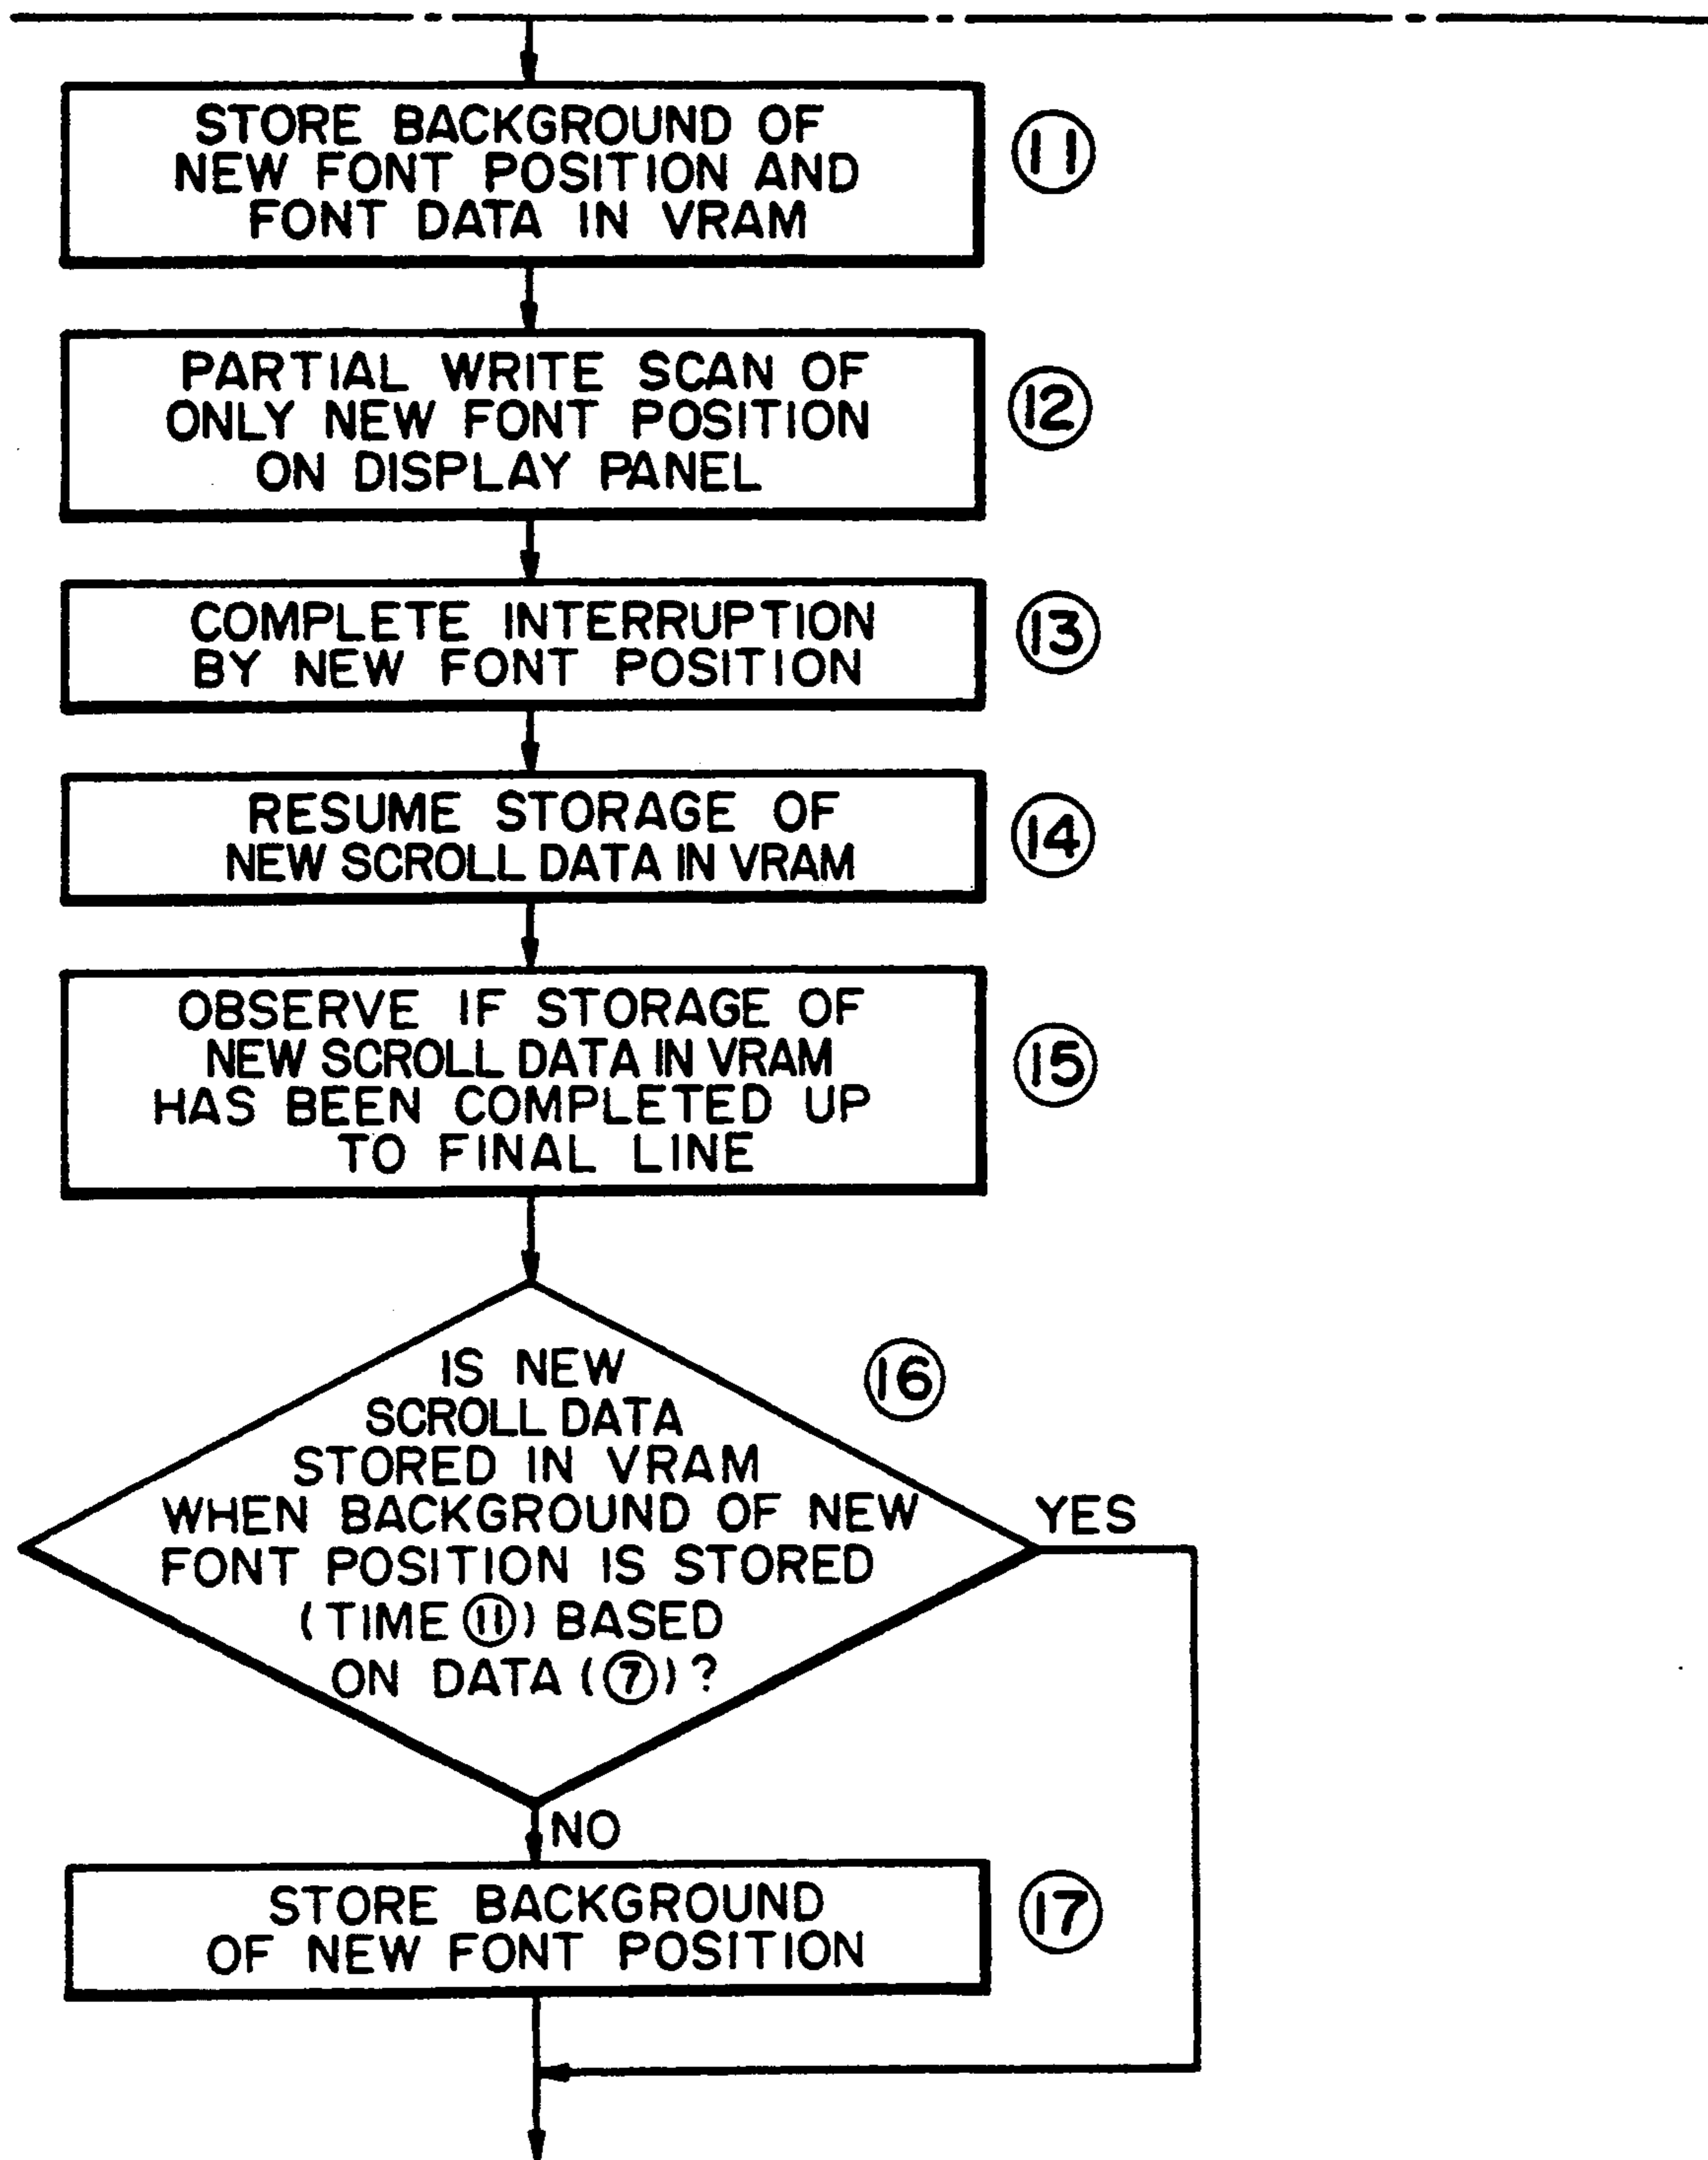 STORE BACKGROUND OF
NEW FONT POSITION AND
FONT DATA IN VRAM
11
PARTIAL WRITE SCAN OF
ONLY NEW FONT POSITION
ON DISPLAY PANEL
12
COMPLETE INTERRUPTION
BY NEW FONT POSITION
13
RESUME STORAGE OF
NEW SCROLL DATA IN VRAM
14
OBSERVE IF STORAGE OF
NEW SCROLL DATA IN VRAM
HAS BEEN COMPLETED UP
TO FINAL LINE
15
IS NEW
SCROLL DATA
STORED IN VRAM
WHEN BACKGROUND OF NEW
FONT POSITION IS STORED
(TIME ⑪) BASED
ON DATA (⑦)?
16
YES
NO
STORE BACKGROUND
OF NEW FONT POSITION
17